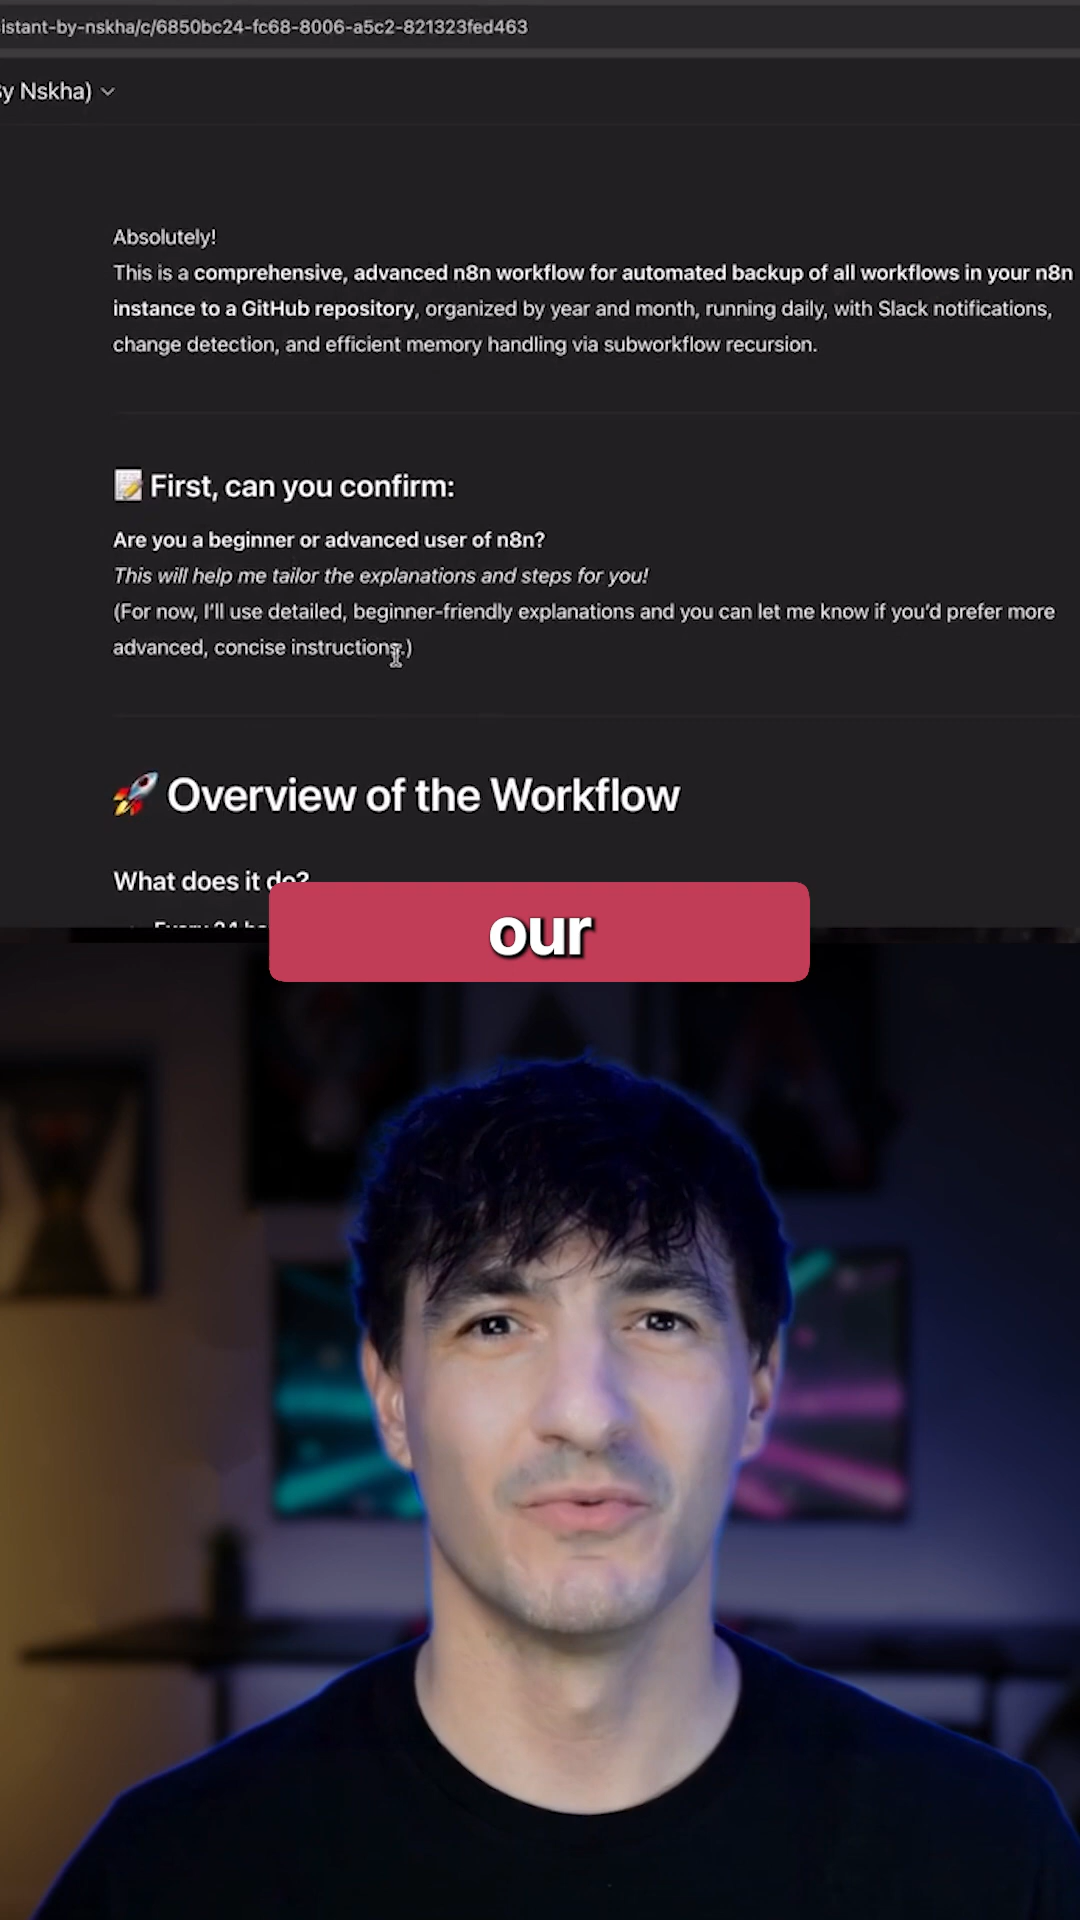 istant-by-nskha/c/6850bc24-fc68-8006-a5c2-821323fed463
By Nskha)
Absolutely!
This is a comprehensive, advanced n8n workflow for automated backup of all workflows in your n8n
instance to a GitHub repository, organized by year and month, running daily, with Slack notifications,
change detection, and efficient memory handling via subworkflow recursion.
📝 First, can you confirm:
Are you a beginner or advanced user of n8n?
This will help me tailor the explanations and steps for you!
(For now, I'll use detailed, beginner-friendly explanations and you can let me know if you'd prefer more
advanced, concise instructions.)
🚀 Overview of the Workflow
What does it do?
our